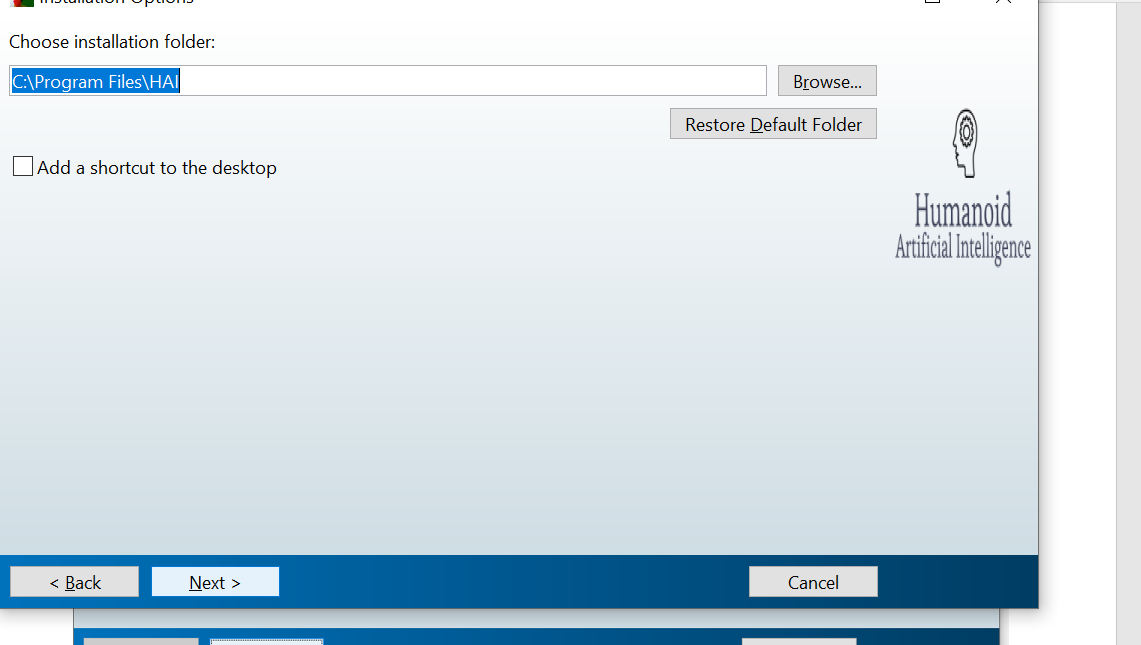 Installation Options
Choose installation folder:
C:\Program Files\HAI
Browse...
Restore Default Folder
Add a shortcut to the desktop
Humanoid
Artificial Intelligence
< Back
Next >
Cancel